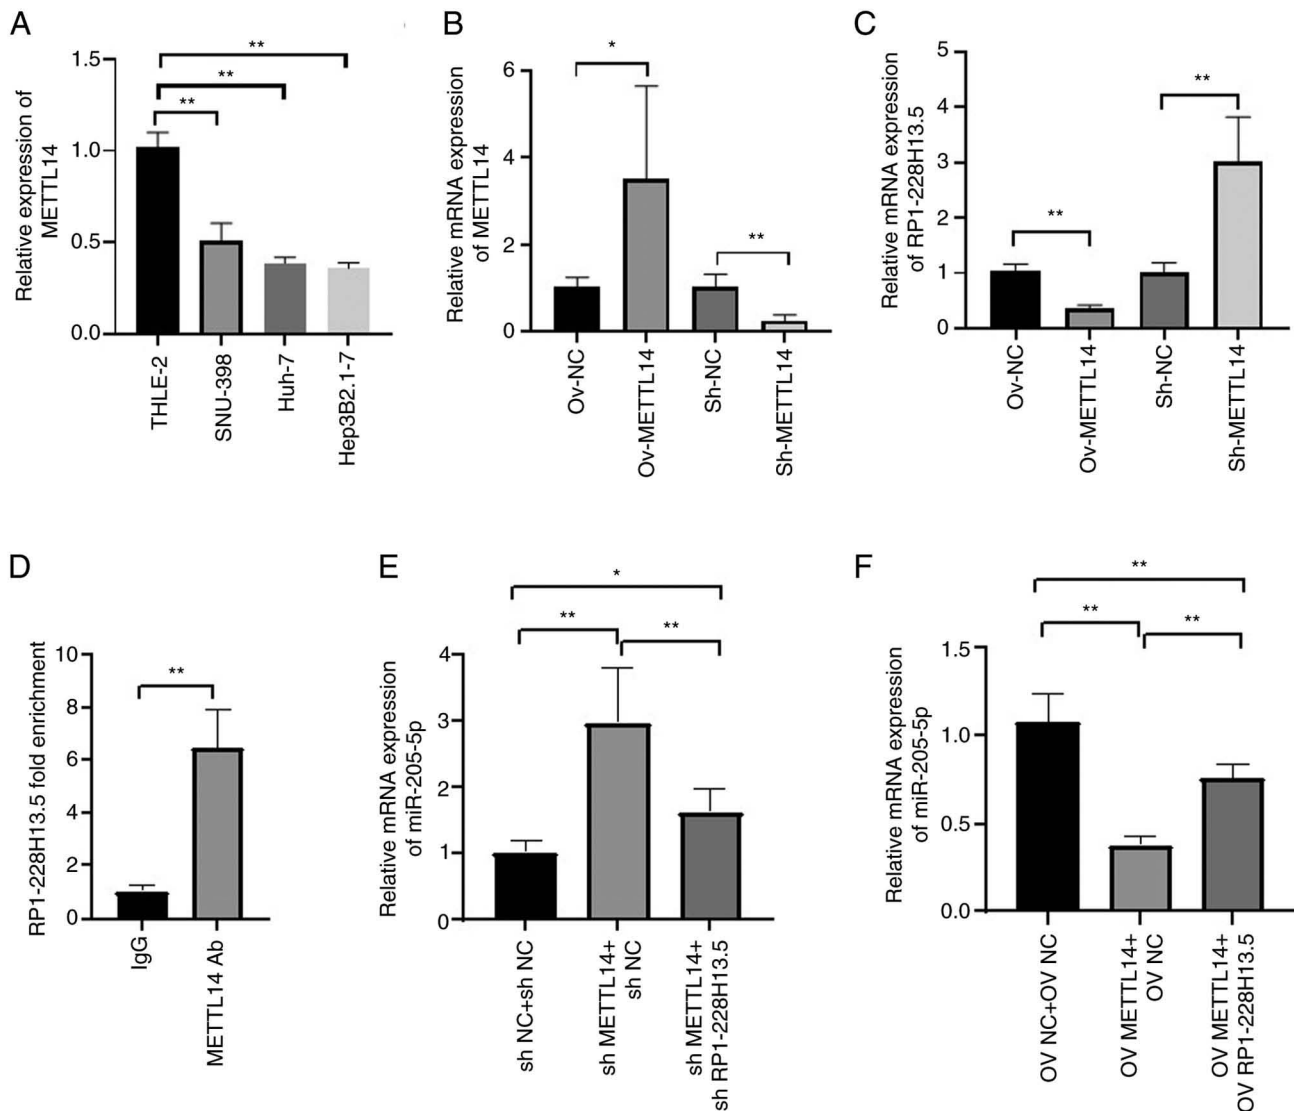 A
Relative expression of
METTL14
1.5
1.0
0.5
0.0
**
**
**
THLE-2
SNU-398
Huh-7
Hep3B2.1-7
B
Relative mRNA expression
of METTL14
6
4
2
0
*
**
Ov-NC
Ov-METTL14
Sh-NC
Sh-METTL14
C
Relative mRNA expression
of RP1-228H13.5
5
4
3
2
1
0
**
**
Ov-NC
Ov-METTL14
Sh-NC
Sh-METTL14
D
RP1-228H13.5 fold enrichment
10
8
6
4
2
0
**
IgG
METTL14 Ab
E
Relative mRNA expression
of miR-205-5p
4
3
2
1
0
*
**
**
sh NC+sh NC
sh METTL14+
sh NC
sh METTL14+
sh RP1-228H13.5
F
Relative mRNA expression
of miR-205-5p
1.5
1.0
0.5
0.0
**
**
**
OV NC+OV NC
OV METTL14+
OV NC
OV METTL14+
OV RP1-228H13.5